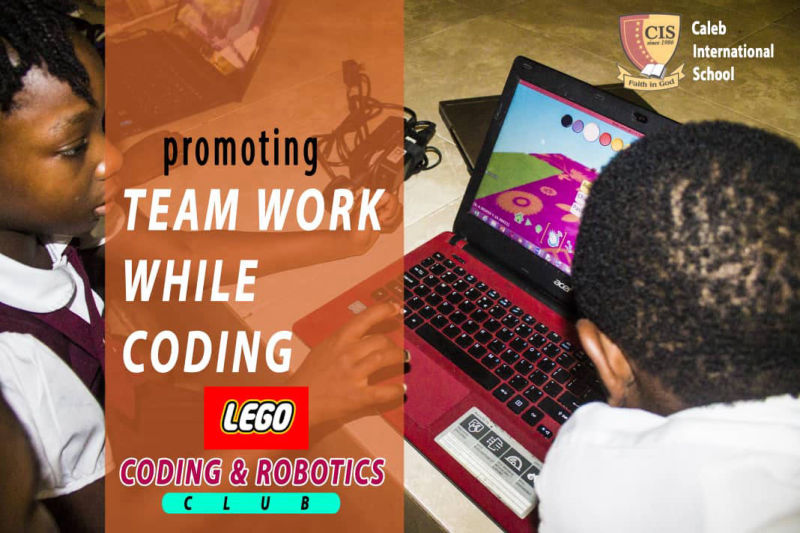 CIS
since 1986
Faith in God
Caleb
International
School
promoting
TEAM WORK
WHILE
CODING
LEGO
CODING & ROBOTICS
CLUB
acer